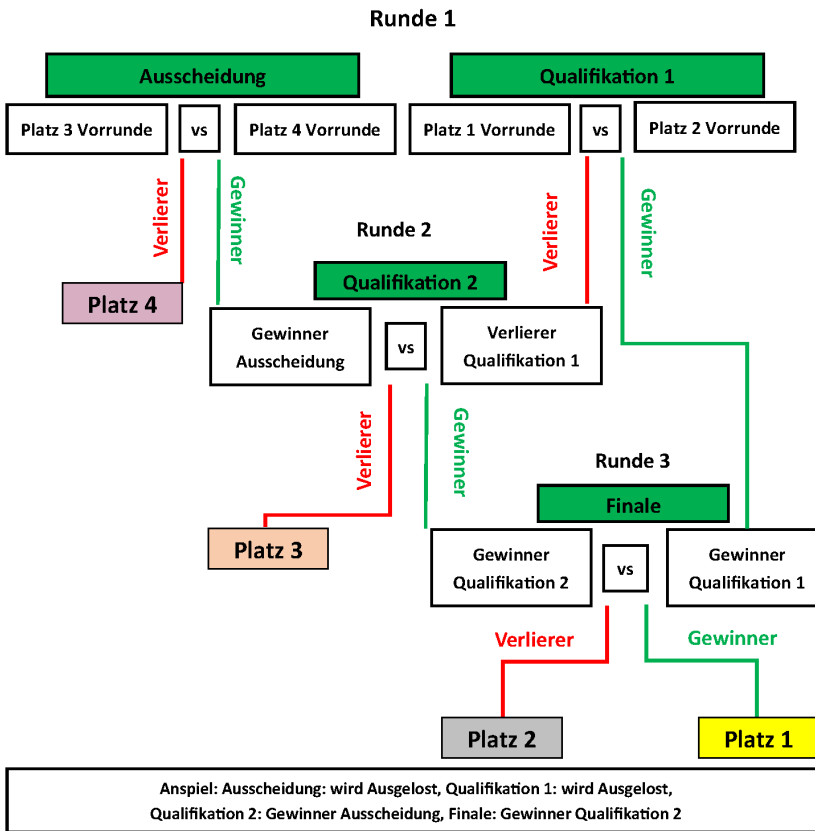 Runde 1
Ausscheidung
Qualifikation 1
Platz 3 Vorrunde
vs
Platz 4 Vorrunde
Platz 1 Vorrunde
vs
Platz 2 Vorrunde
Verlierer
Gewinner
Verlierer
Gewinner
Runde 2
Qualifikation 2
Platz 4
Gewinner
Ausscheidung
vs
Verlierer
Qualifikation 1
Verlierer
Gewinner
Runde 3
Finale
Platz 3
Gewinner
Qualifikation 2
vs
Gewinner
Qualifikation 1
Verlierer
Gewinner
Platz 2
Platz 1
Anspiel: Ausscheidung: wird Ausgelost, Qualifikation 1: wird Ausgelost,
Qualifikation 2: Gewinner Ausscheidung, Finale: Gewinner Qualifikation 2